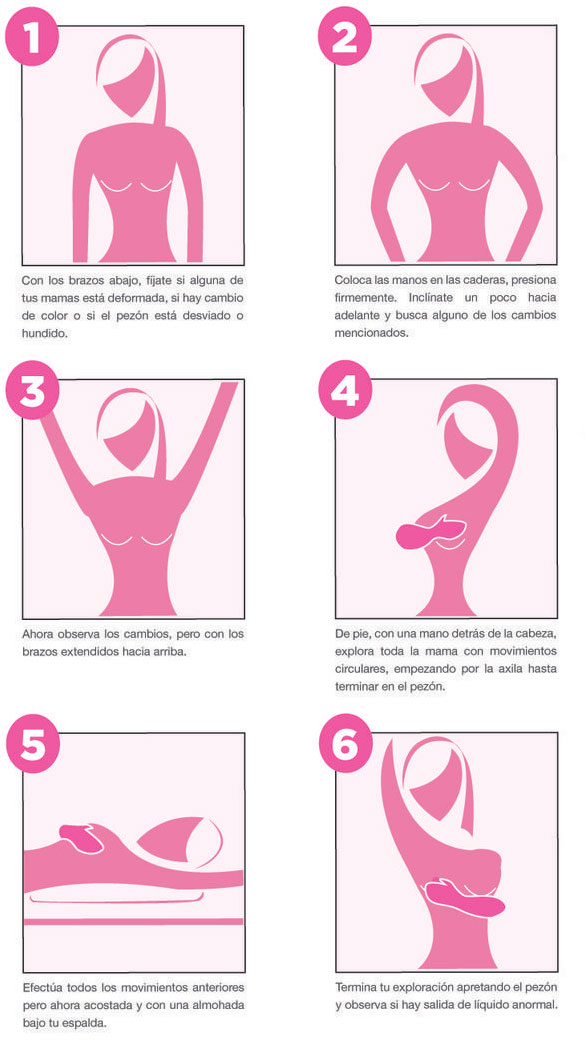 1
Con los brazos abajo, fíjate si alguna de
tus mamas está deformada, si hay cambio
de color o si el pezón está desviado o
hundido.
2
Coloca las manos en las caderas, presiona
firmemente. Inclínate un poco hacia
adelante y busca alguno de los cambios
mencionados.
3
Ahora observa los cambios, pero con los
brazos extendidos hacia arriba.
4
De pie, con una mano detrás de la cabeza,
explora toda la mama con movimientos
circulares, empezando por la axila hasta
terminar en el pezón.
5
Efectúa todos los movimientos anteriores
pero ahora acostada y con una almohada
bajo tu espalda.
6
Termina tu exploración apretando el pezón
y observa si hay salida de líquido anormal.